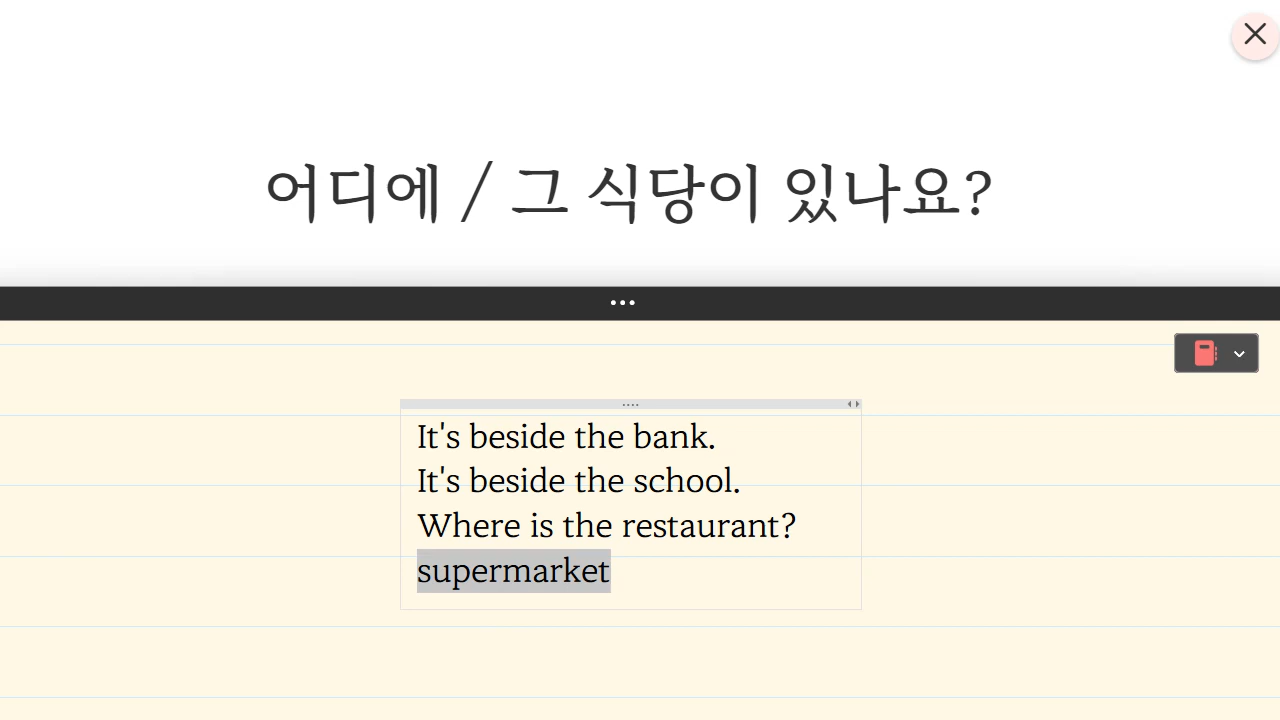 어디에 / 그 식당이 있나요?
It's beside the bank.
It's beside the school.
Where is the restaurant?
supermarket